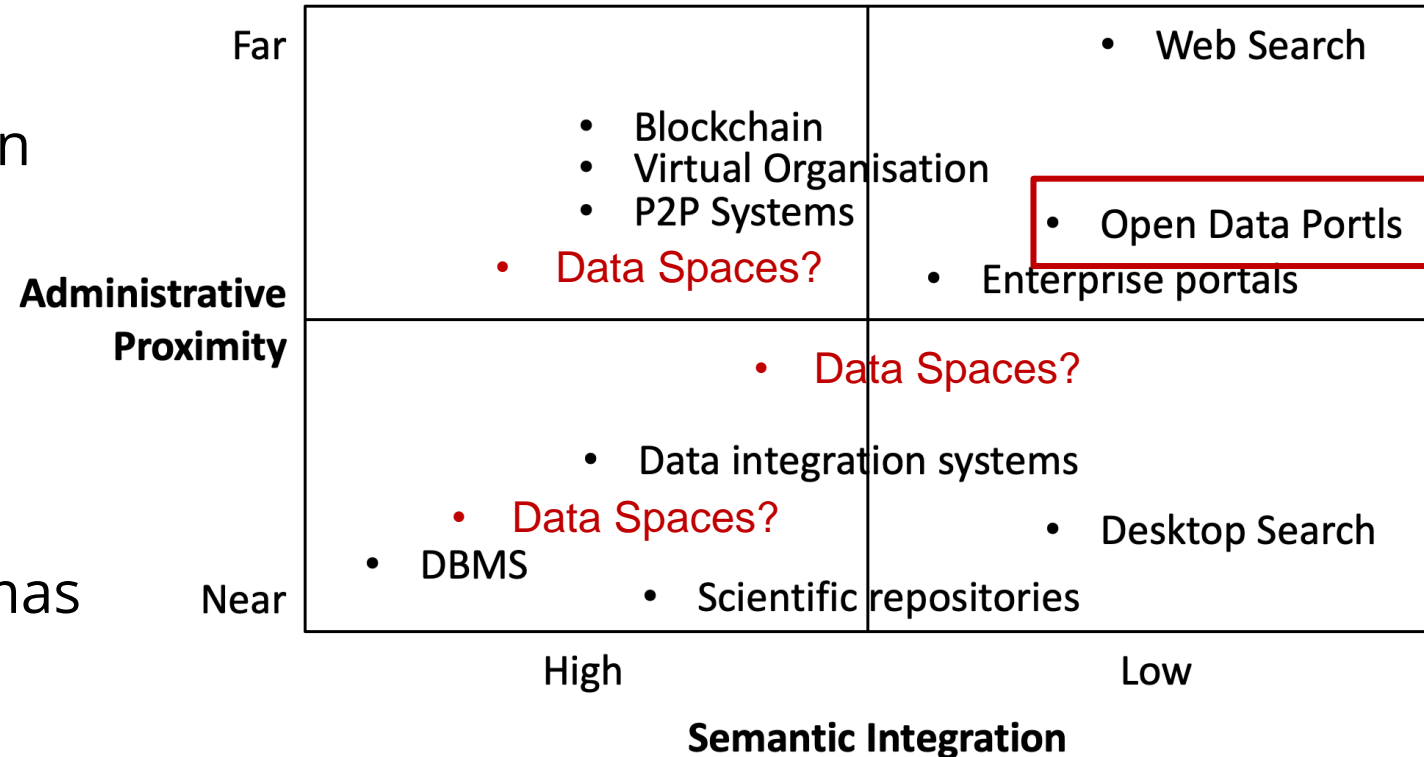 Far
• Web Search
n
• Blockchain
• Virtual Organisation
• P2P Systems
• Open Data Portls
• Data Spaces?
• Enterprise portals
Administrative
Proximity
• Data Spaces?
• Data integration systems
• Data Spaces?
• Desktop Search
• DBMS
nas
Near
• Scientific repositories
High
Low
Semantic Integration